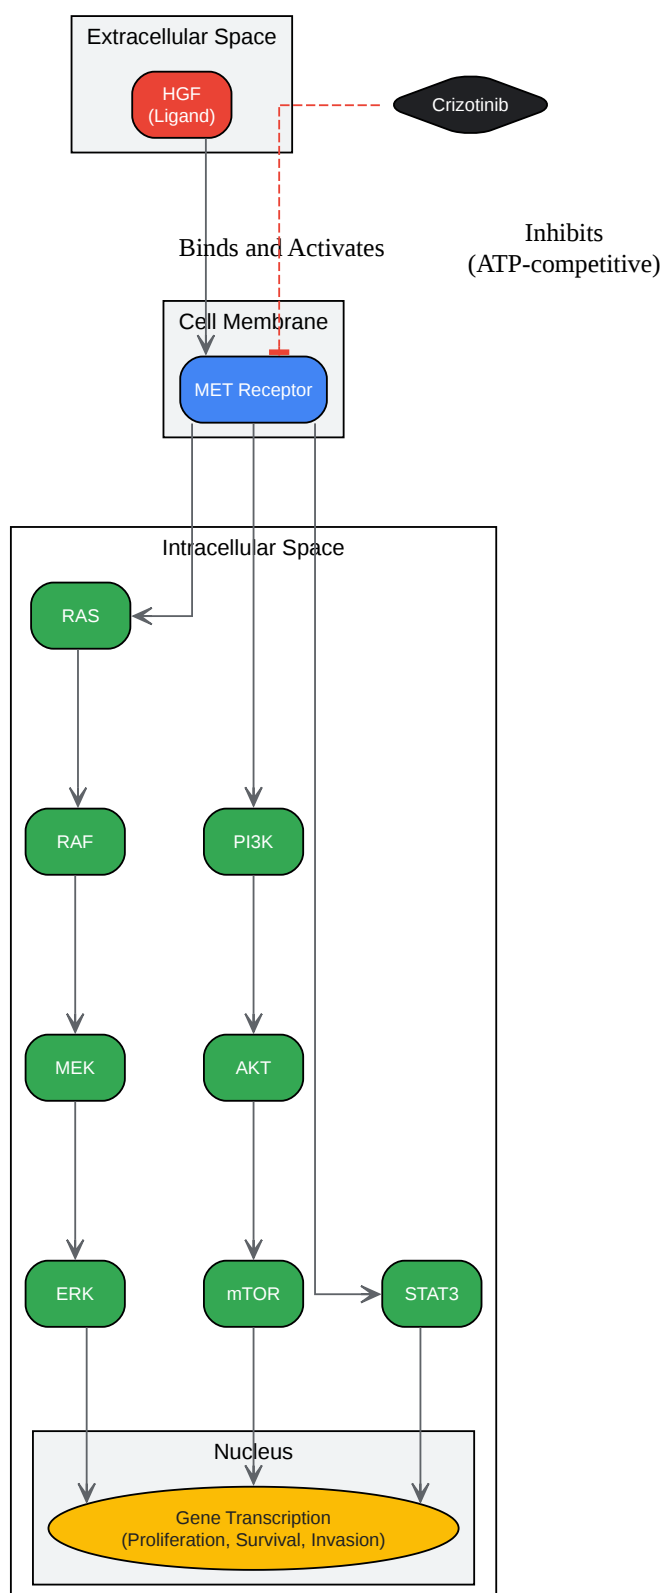 Extracellular Space
HGF
(Ligand)
Crizotinib
Binds and Activates
Inhibits
(ATP-competitive)
Cell Membrane
MET Receptor
Intracellular Space
RAS
RAF
PI3K
MEK
AKT
ERK
mTOR
STAT3
Nucleus
Gene Transcription
(Proliferation, Survival, Invasion)